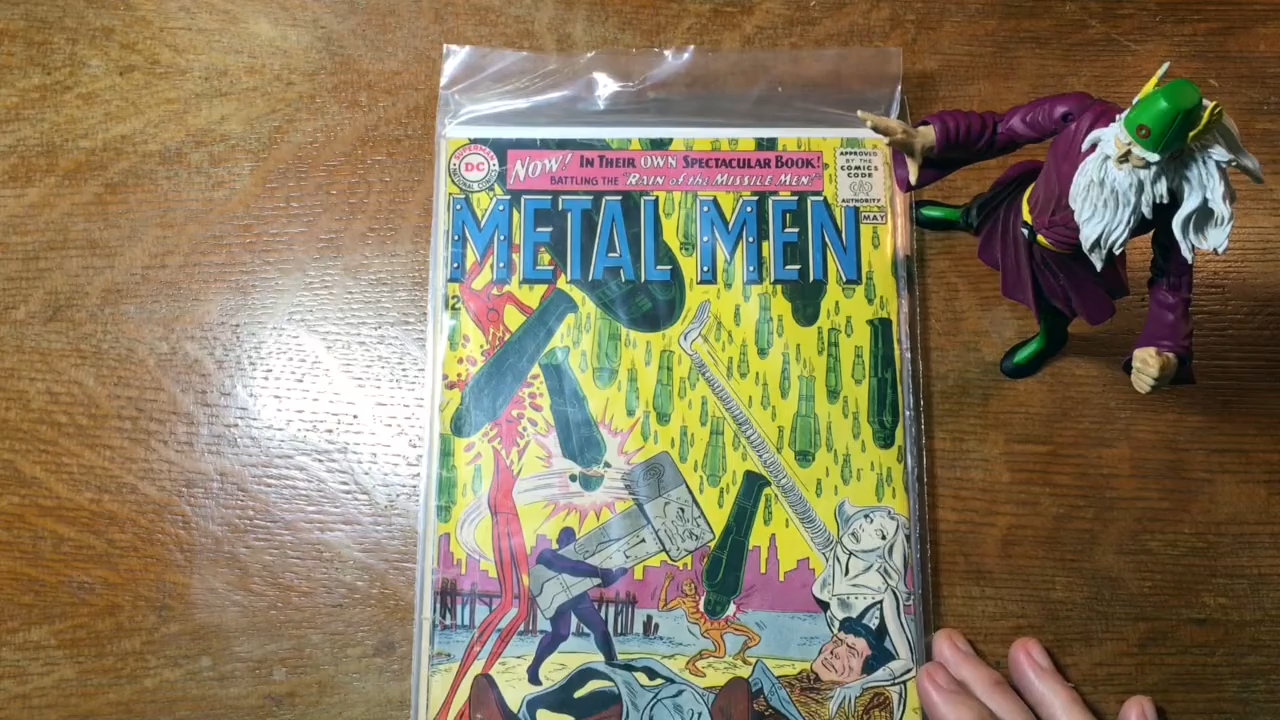 SUPERMAN
DC
NATIONAL COMICS
NOW! IN THEIR OWN SPECTACULAR BOOK!
BATTLING THE "RAIN of the MISSILE MEN!"
APPROVED
BY THE
COMICS
CODE
CA
AUTHORITY
MAY
METAL MEN
12